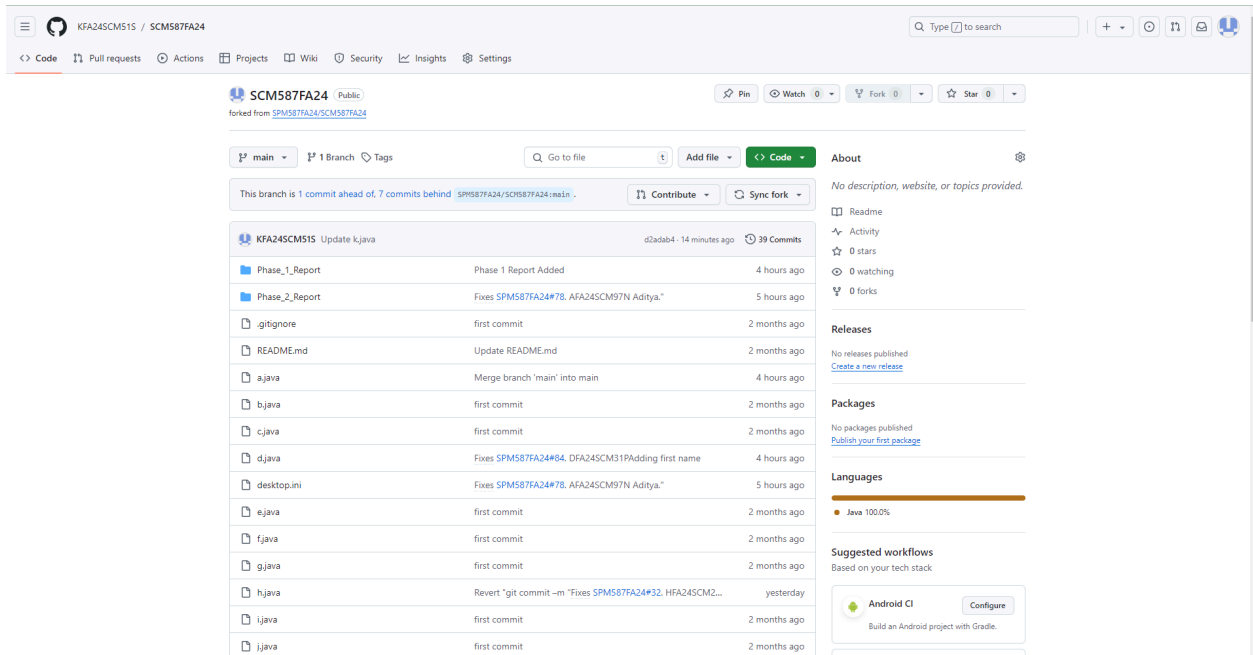 KFA24SCM51S / SCM587FA24
Type / to search
Code Pull requests Actions Projects Wiki Security Insights Settings
SCM587FA24 Public
Pin Watch 0 Fork 0 Star 0
forked from SPM587FA24/SCM587FA24
main 1 Branch Tags
Go to file t Add file Code
This branch is 1 commit ahead of, 7 commits behind SPM587FA24/SCM587FA24:main .
Contribute Sync fork
KFA24SCM51S Update k.java d2adab4 · 14 minutes ago 39 Commits
Phase_1_Report Phase 1 Report Added 4 hours ago
Phase_2_Report Fixes SPM587FA24#78. AFA24SCM97N Aditya." 5 hours ago
.gitignore first commit 2 months ago
README.md Update README.md 2 months ago
a.java Merge branch 'main' into main 4 hours ago
b.java first commit 2 months ago
c.java first commit 2 months ago
d.java Fixes SPM587FA24#84. DFA24SCM31PAdding first name 4 hours ago
desktop.ini Fixes SPM587FA24#78. AFA24SCM97N Aditya." 5 hours ago
e.java first commit 2 months ago
f.java first commit 2 months ago
g.java first commit 2 months ago
h.java Revert "git commit –m "Fixes SPM587FA24#32. HFA24SCM2... yesterday
i.java first commit 2 months ago
j.java first commit 2 months ago
About
No description, website, or topics provided.
Readme
Activity
0 stars
0 watching
0 forks
Releases
No releases published
Create a new release
Packages
No packages published
Publish your first package
Languages
Java 100.0%
Suggested workflows
Based on your tech stack
Android CI Configure
Build an Android project with Gradle.